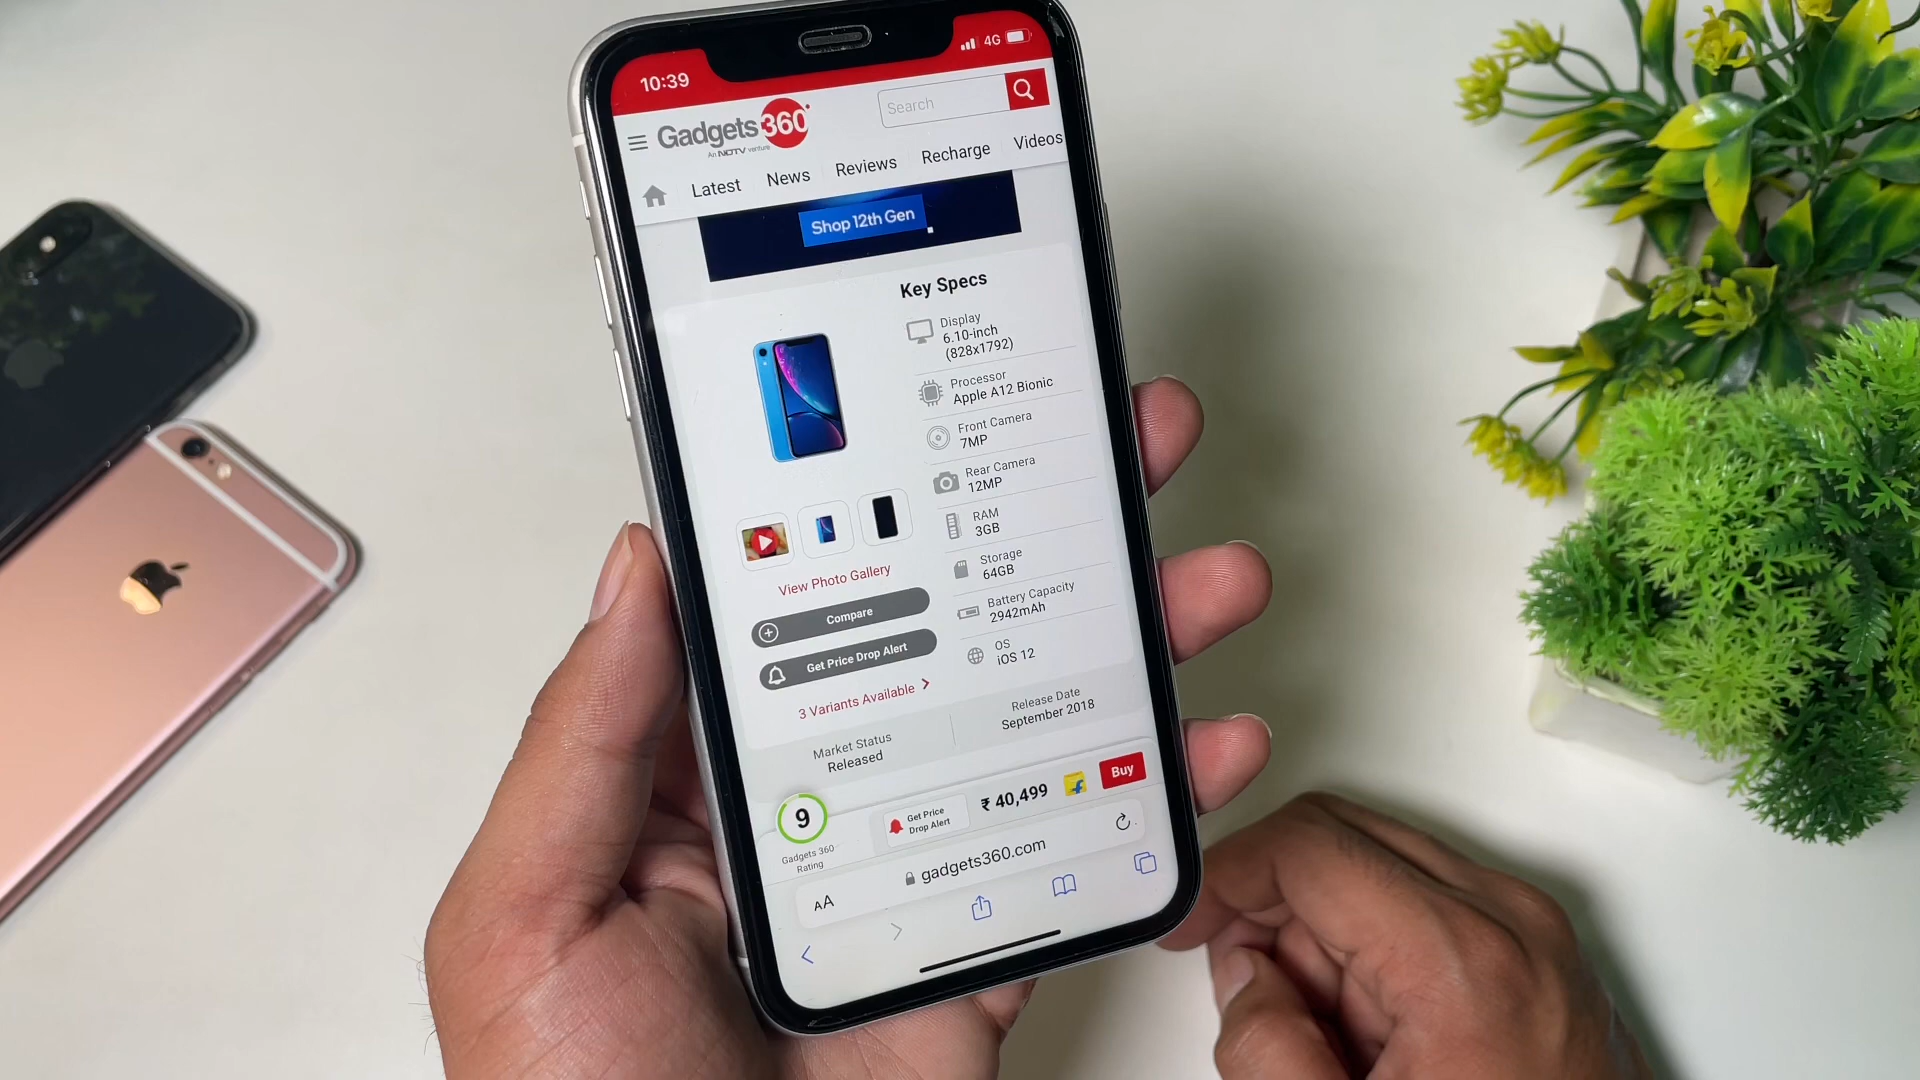 10:39
4G
Gadgets 360
An NDTV venture
Search
Latest
News
Reviews
Recharge
Videos
Shop 12th Gen
Key Specs
Display
6.10-inch
(828x1792)
Processor
Apple A12 Bionic
Front Camera
7MP
Rear Camera
12MP
RAM
3GB
Storage
64GB
Battery Capacity
2942mAh
OS
iOS 12
View Photo Gallery
Compare
Get Price Drop Alert
3 Variants Available
Market Status
Released
Release Date
September 2018
9
Gadgets 360
Rating
Get Price
Drop Alert
₹ 40,499
Buy
AA
gadgets360.com